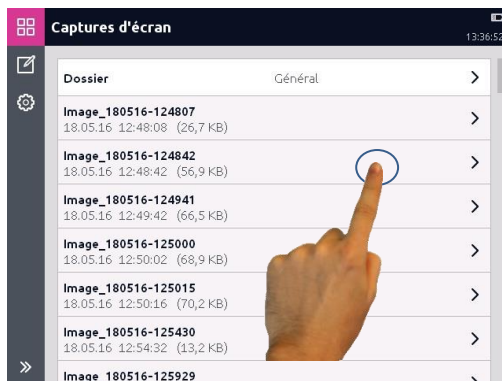 Captures d'écran
13:36:52
Dossier Général
Image_180516-124807
18.05.16 12:48:08 (26,7 KB)
Image_180516-124842
18.05.16 12:48:42 (56,9 KB)
Image_180516-124941
18.05.16 12:49:42 (66,5 KB)
Image_180516-125000
18.05.16 12:50:02 (68,9 KB)
Image_180516-125015
18.05.16 12:50:16 (70,2 KB)
Image_180516-125430
18.05.16 12:54:32 (13,2 KB)
Image_180516-125929